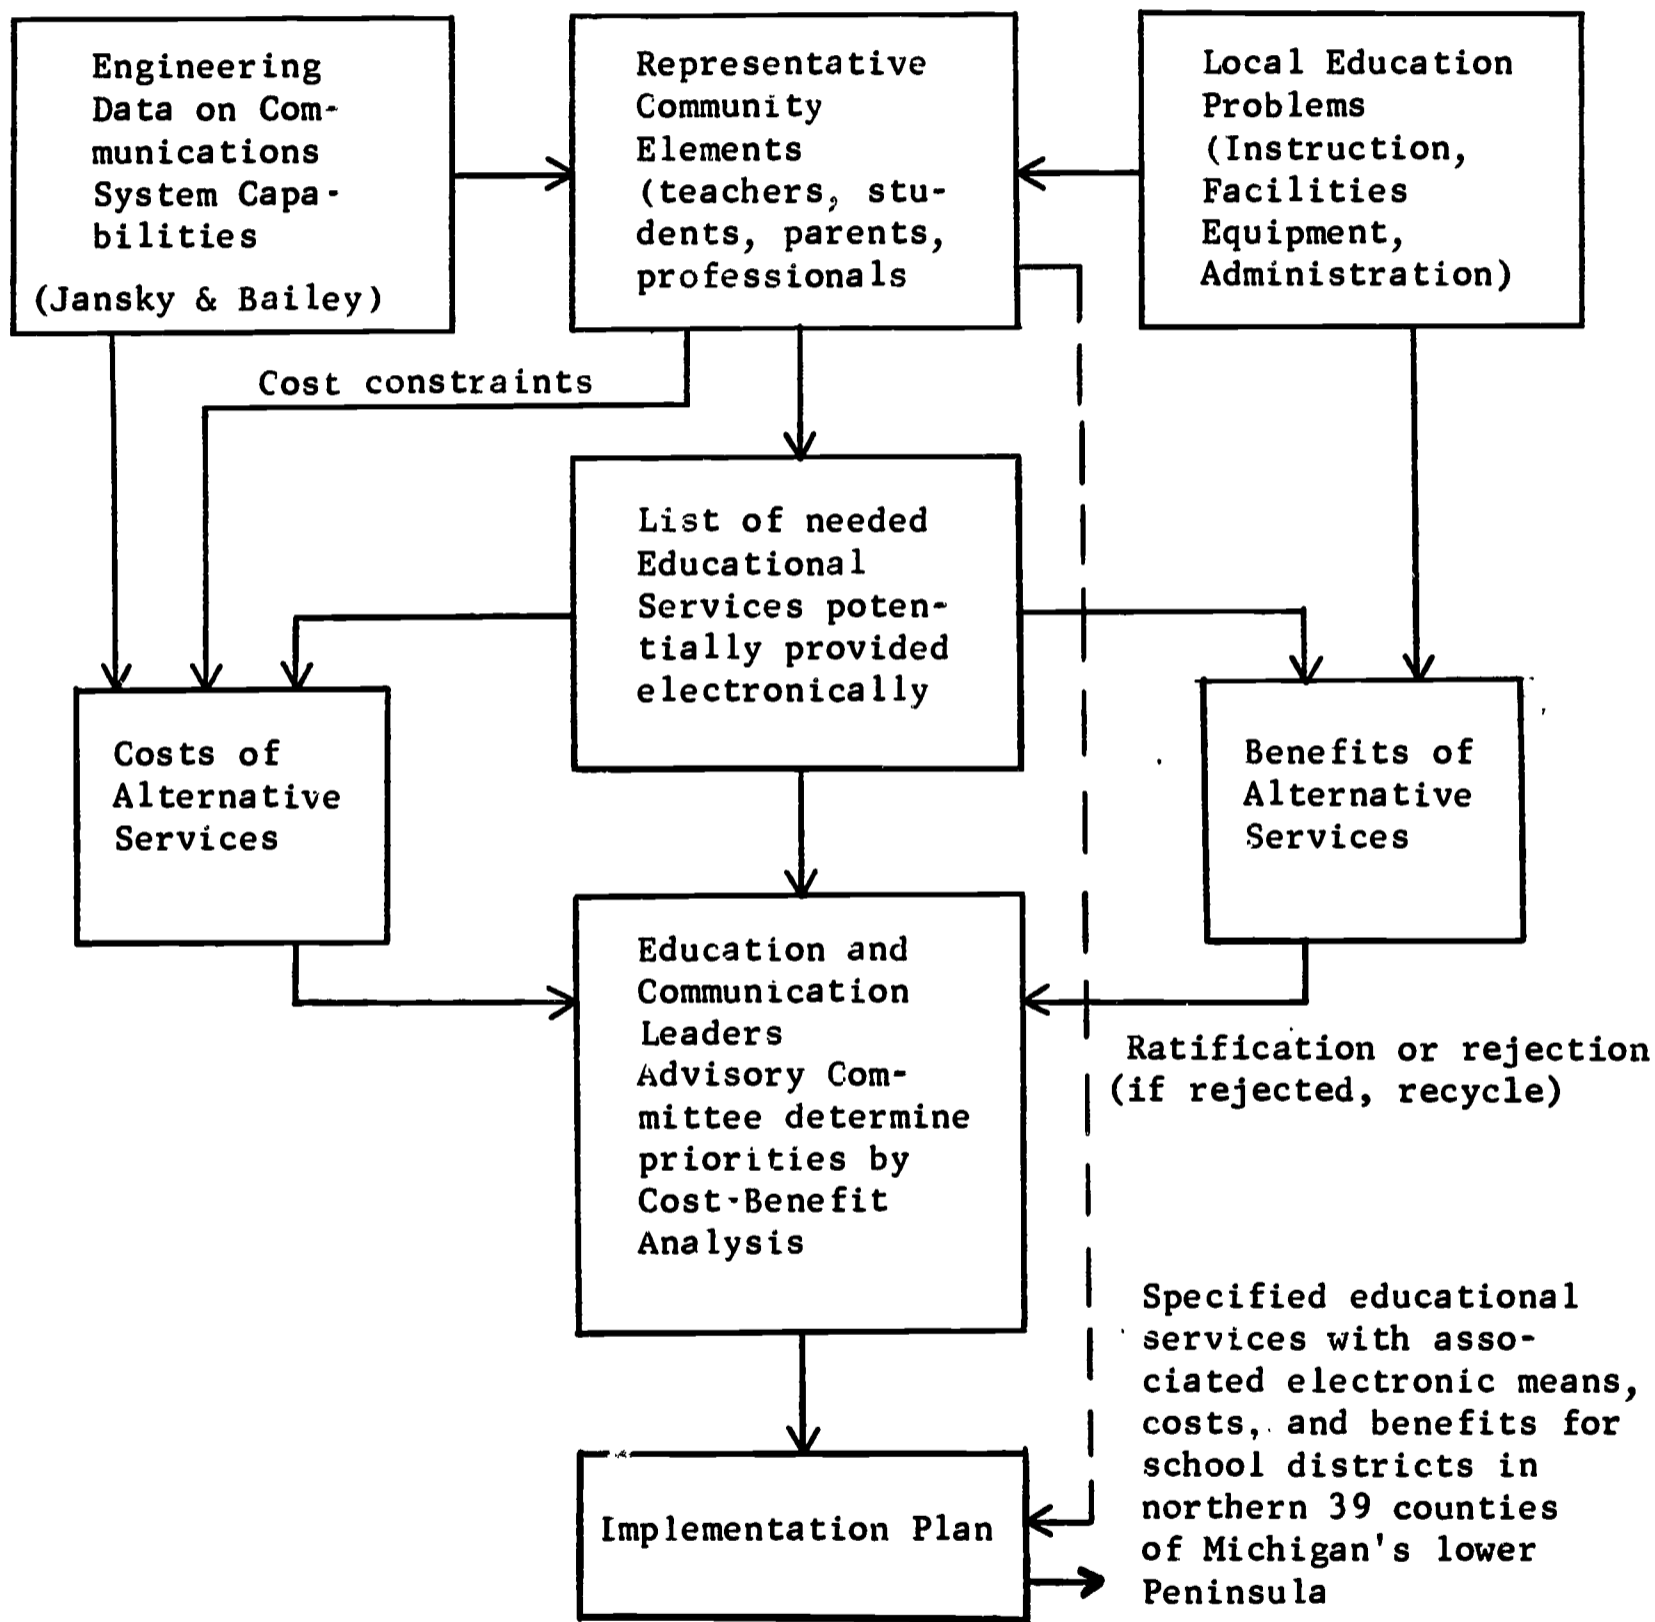 Engineering
Data on Com-
munications
System Capa-
bilities
(Jansky & Bailey)
Representative
Community
Elements
(teachers, stu-
dents, parents,
professionals
Local Education
Problems
(Instruction,
Facilities
Equipment,
Administration)
Cost constraints
List of needed
Educational
Services poten-
tially provided
electronically
Costs of
Alternative
Services
Benefits of
Alternative
Services
Education and
Communication
Leaders
Advisory Com-
mittee determine
priorities by
Cost-Benefit
Analysis
Ratification or rejection
(if rejected, recycle)
Implementation Plan
Specified educational
services with asso-
ciated electronic means,
costs, and benefits for
school districts in
northern 39 counties
of Michigan's lower
Peninsula